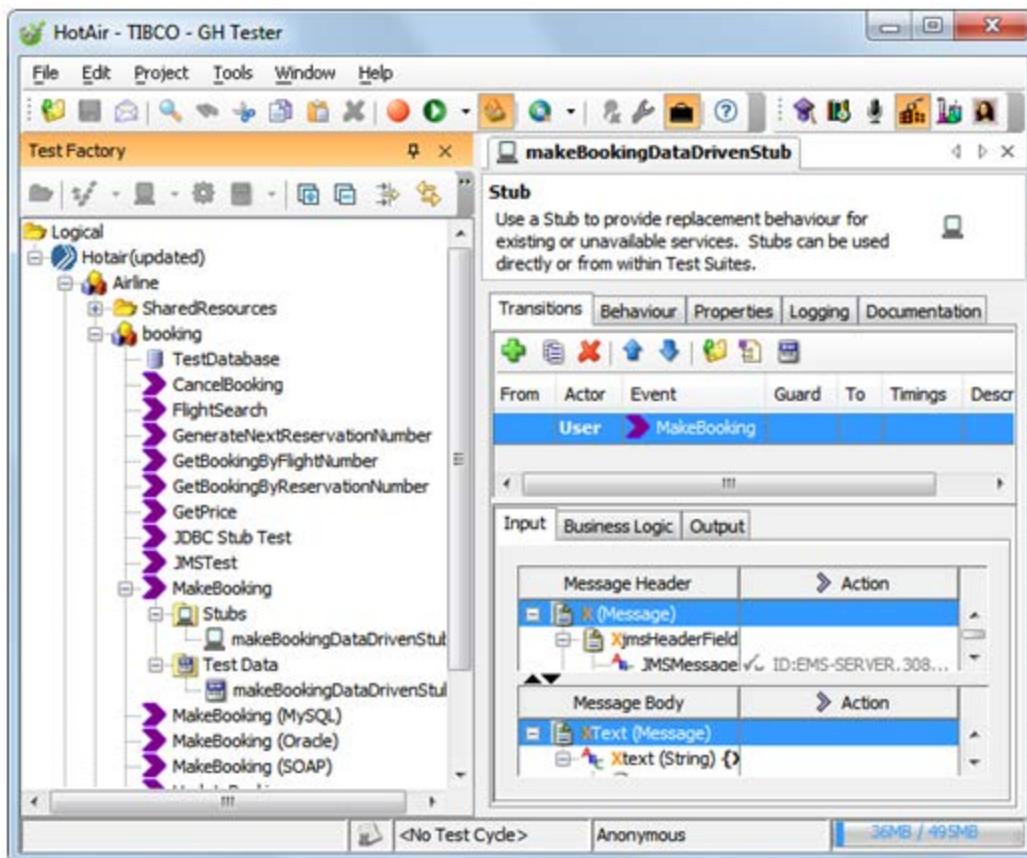 HotAir - TIBCO - GH Tester
File Edit Project Tools Window Help
Test Factory
Logical
Hotair(updated)
Airline
SharedResources
booking
TestDatabase
CancelBooking
FlightSearch
GenerateNextReservationNumber
GetBookingByFlightNumber
GetBookingByReservationNumber
GetPrice
JDBC Stub Test
JMSTest
MakeBooking
Stubs
makeBookingDataDrivenStub
Test Data
makeBookingDataDrivenStul
MakeBooking (MySQL)
MakeBooking (Oracle)
MakeBooking (SOAP)
makeBookingDataDrivenStub
Stub
Use a Stub to provide replacement behaviour for
existing or unavailable services. Stubs can be used
directly or from within Test Suites.
Transitions Behaviour Properties Logging Documentation
From Actor Event Guard To Timings Descr
User MakeBooking
Input Business Logic Output
Message Header Action
X (Message)
XjmsHeaderField
JMSMessage ID:EMS-SERVER.308...
Message Body Action
XText (Message)
Xtext (String) {
<No Test Cycle> Anonymous 36MB / 495MB